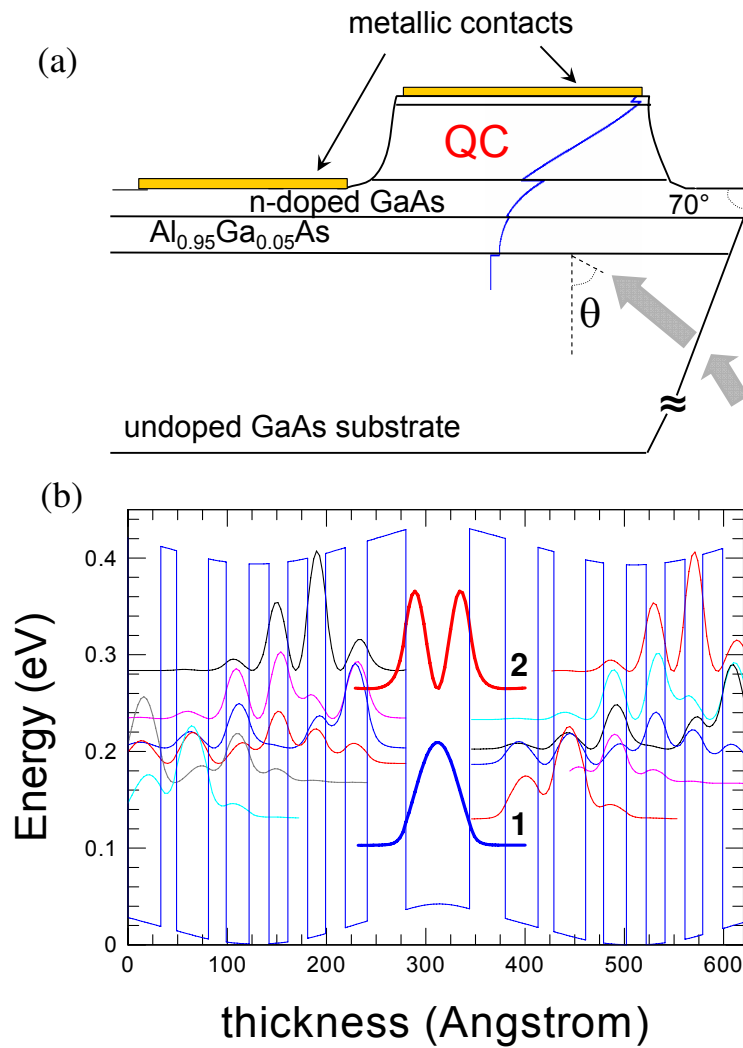 metallic contacts
(a)
QC
n-doped GaAs
70°
Al0.95Ga0.05As
θ
≈
undoped GaAs substrate
(b)
0.4
0.3
0.2
0.1
0
Energy (eV)
2
1
0 100 200 300 400 500 600
thickness (Angstrom)